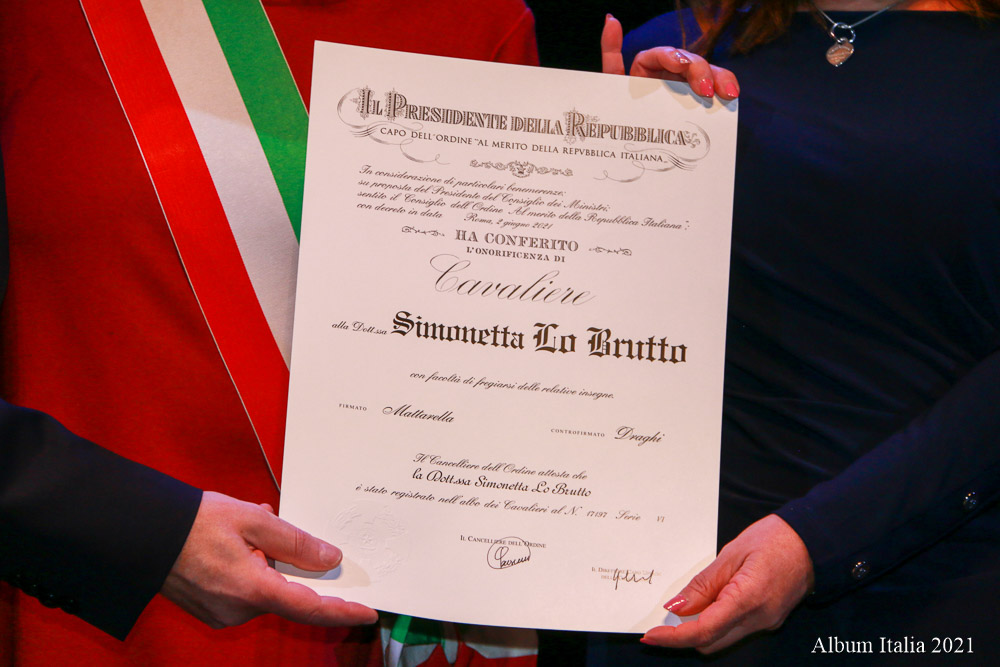 IL PRESIDENTE DELLA REPUBBLICA
CAPO DELL'ORDINE "AL MERITO DELLA REPVBBLICA ITALIANA"
In considerazione di particolari benemerenze;
su proposta del Presidente del Consiglio dei Ministri;
sentito il Consiglio dell'Ordine "Al merito della Repubblica Italiana";
con decreto in data Roma, 2 giugno 2021
HA CONFERITO
L'ONORIFICENZA DI
Cavaliere
alla Dott.ssa Simonetta Lo Brutto
con facoltà di fregiarsi delle relative insegne.
FIRMATO Mattarella
CONTROFIRMATO Draghi
Il Cancelliere dell'Ordine attesta che
la Dott.ssa Simonetta Lo Brutto
è stato registrato nell'albo dei Cavalieri al N. 17197 Serie VI
IL CANCELLIERE DELL'ORDINE
Album Italia 2021